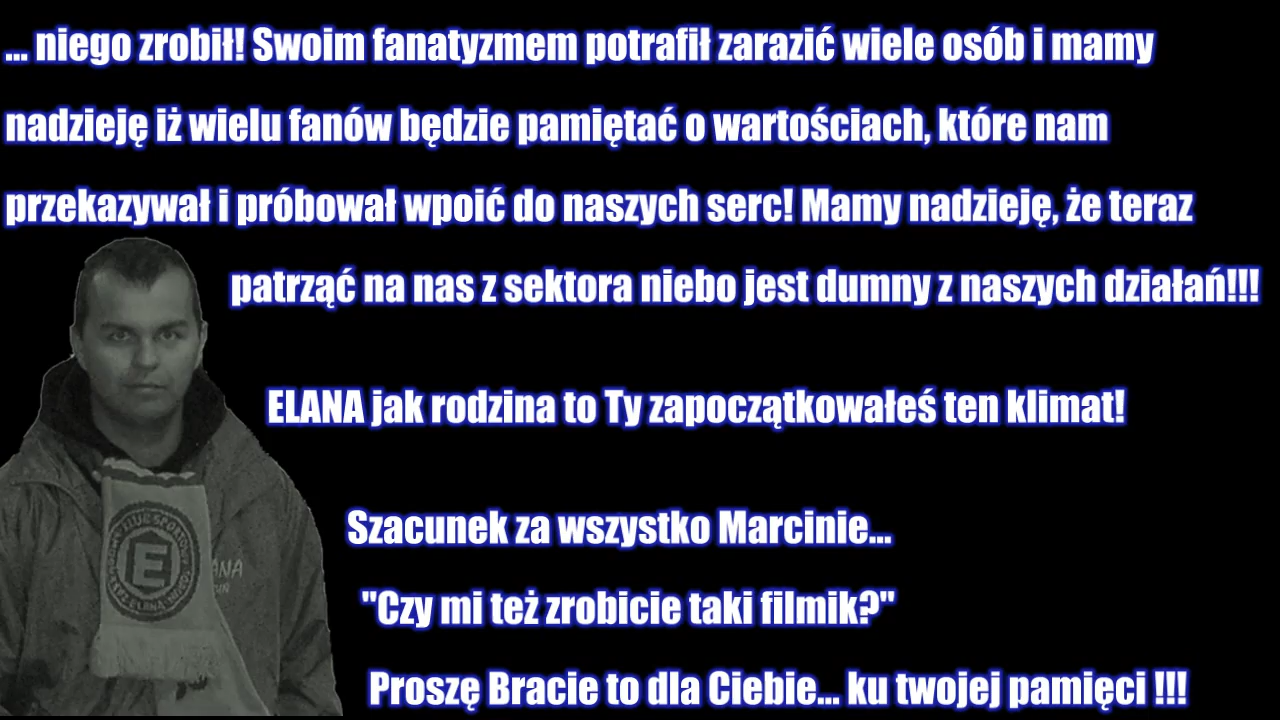 ... niego zrobił! Swoim fanatyzmem potrafił zarazić wiele osób i mamy
nadzieję iż wielu fanów będzie pamiętać o wartościach, które nam
przekazywał i próbował wpoić do naszych serc! Mamy nadzieję, że teraz
patrząć na nas z sektora niebo jest dumny z naszych działań!!!
ELANA jak rodzina to Ty zapoczątkowałeś ten klimat!
Szacunek za wszystko Marcinie...
"Czy mi też zrobicie taki filmik?"
Proszę Bracie to dla Ciebie... ku twojej pamięci !!!
E